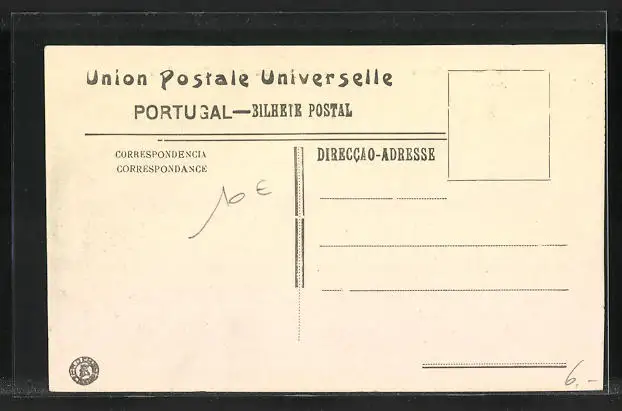 Union Postale Universelle
PORTUGAL—BILHETE POSTAL
CORRESPONDENCIA
CORRESPONDANCE
DIRECÇAO-ADRESSE
10 €
6,-